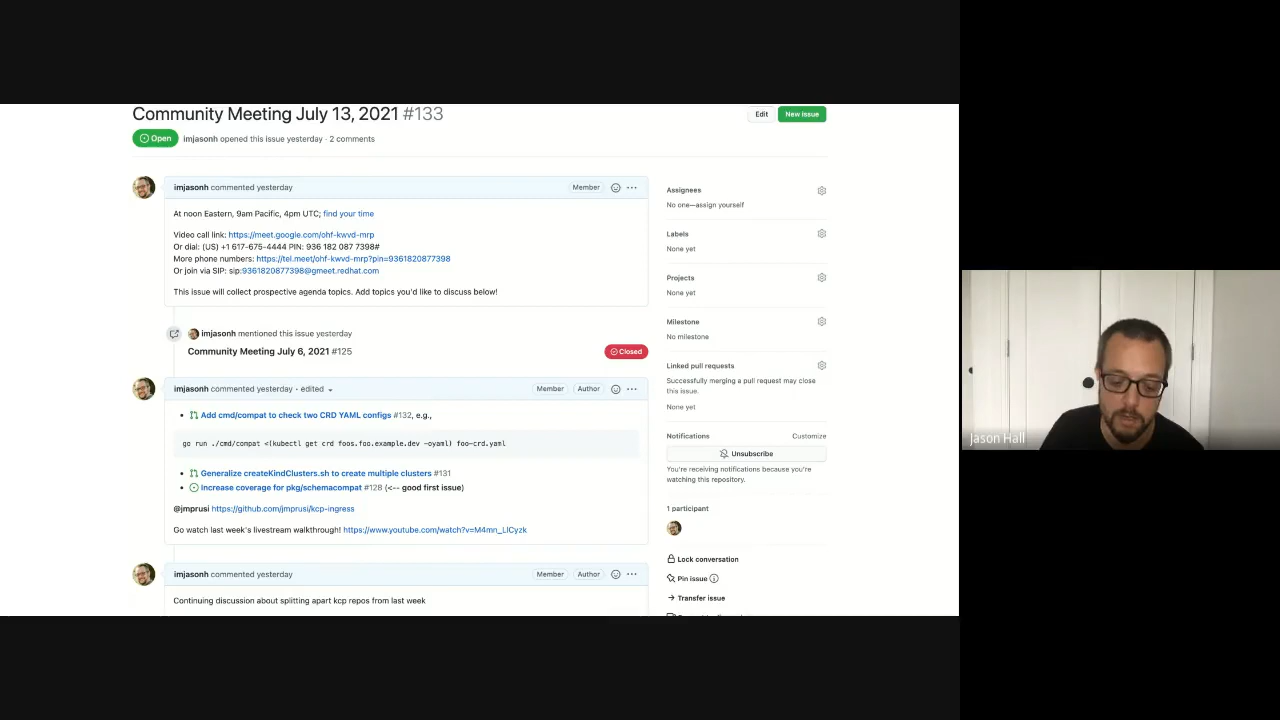 Community Meeting July 13, 2021 #133
Edit
New issue
Open
imjasonh opened this issue yesterday · 2 comments
imjasonh commented yesterday
Member
At noon Eastern, 9am Pacific, 4pm UTC; find your time
Video call link: https://meet.google.com/ohf-kwvd-mrp
Or dial: (US) +1 617-675-4444 PIN: 936 182 087 7398#
More phone numbers: https://tel.meet/ohf-kwvd-mrp?pin=9361820877398
Or join via SIP: sip:9361820877398@gmeet.redhat.com
This issue will collect prospective agenda topics. Add topics you'd like to discuss below!
imjasonh mentioned this issue yesterday
Community Meeting July 6, 2021 #125
Closed
imjasonh commented yesterday · edited
Member
Author
Add cmd/compat to check two CRD YAML configs #132, e.g.,
go run ./cmd/compat <(kubectl get crd foos.foo.example.dev -oyaml) foo-crd.yaml
Generalize createKindClusters.sh to create multiple clusters #131
Increase coverage for pkg/schemacompat #128 (<-- good first issue)
@jmprusi https://github.com/jmprusi/kcp-ingress
Go watch last week's livestream walkthrough! https://www.youtube.com/watch?v=M4mn_LlCyzk
imjasonh commented yesterday
Member
Author
Continuing discussion about splitting apart kcp repos from last week
Assignees
No one—assign yourself
Labels
None yet
Projects
None yet
Milestone
No milestone
Linked pull requests
Successfully merging a pull request may close
this issue.
None yet
Notifications
Customize
Unsubscribe
You're receiving notifications because you're
watching this repository.
1 participant
Lock conversation
Pin issue
Transfer issue
Jason Hall